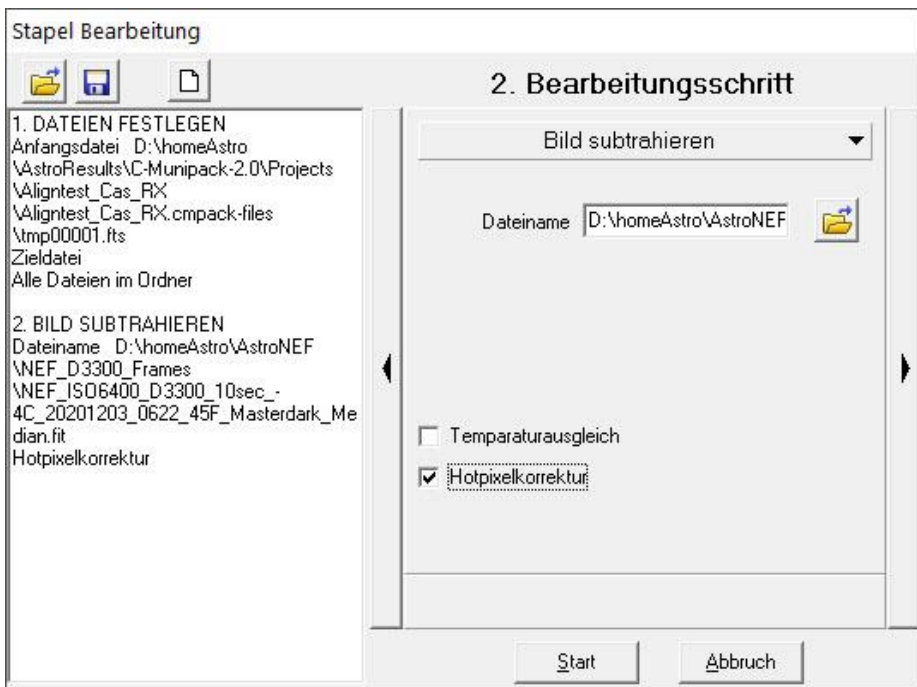 Stapel Bearbeitung
1. DATEIEN FESTLEGEN
Anfangsdatei D:\homeAstro
\AstroResults\C-Munipack-2.0\Projects
\Aligntest_Cas_RX
\Aligntest_Cas_RX.cmpack-files
\tmp00001.fts
Zieldatei
Alle Dateien im Ordner
2. BILD SUBTRAHIEREN
Dateiname D:\homeAstro\AstroNEF
\NEF_D3300_Frames
\NEF_ISO6400_D3300_10sec_-
4C_20201203_0622_45F_Masterdark_Me
dian.fit
Hotpixelkorrektur
2. Bearbeitungsschritt
Bild subtrahieren
Dateiname D:\homeAstro\AstroNEF
Temparaturausgleich
Hotpixelkorrektur
Start Abbruch